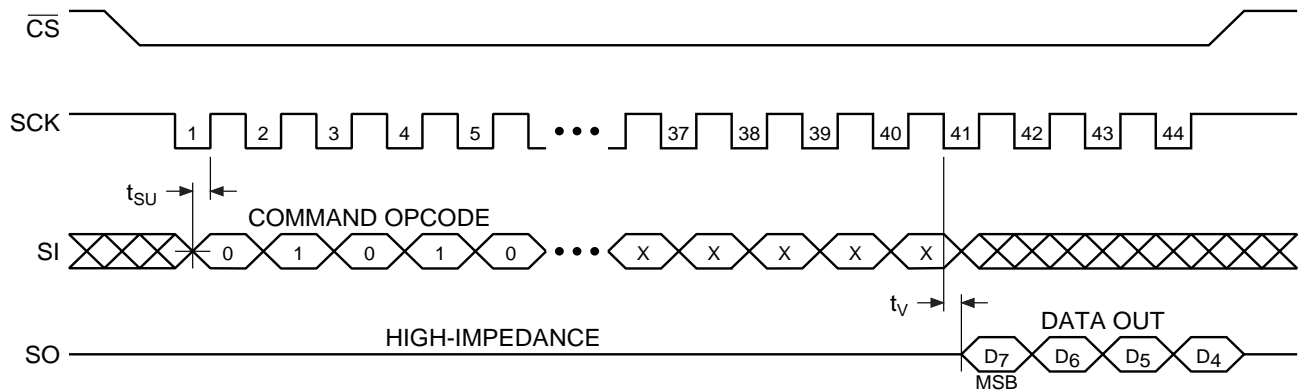 CS
SCK 1 2 3 4 5 ••• 37 38 39 40 41 42 43 44
tSU
COMMAND OPCODE
SI 0 1 0 1 0 ••• X X X X X
tV
HIGH-IMPEDANCE DATA OUT
SO D7 D6 D5 D4
MSB